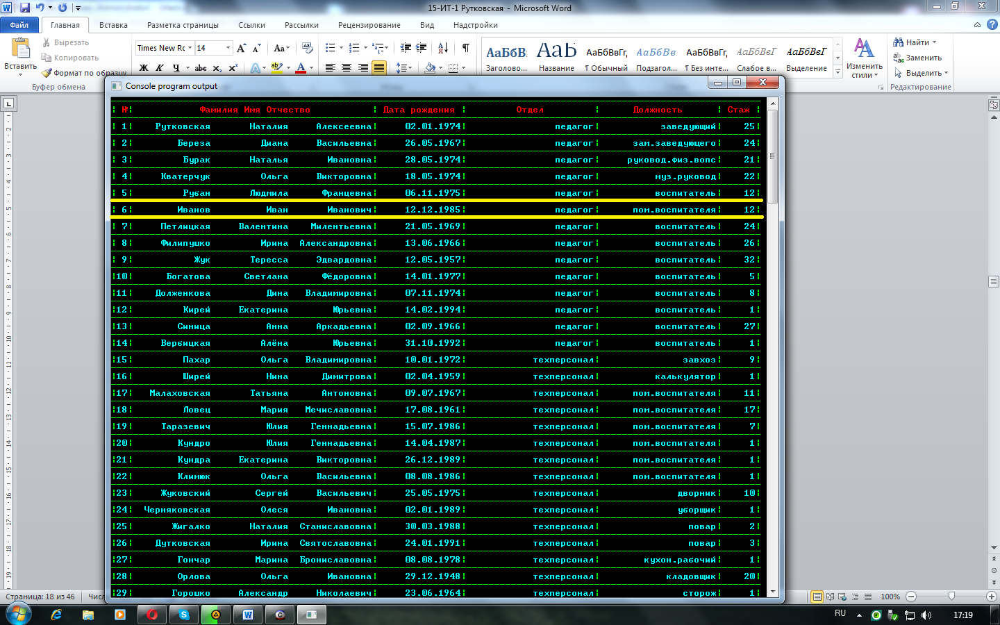 15-ИТ-1 Рутковская - Microsoft Word
Файл Главная Вставка Разметка страницы Ссылки Рассылки Рецензирование Вид Надстройки
Вставить
Вырезать
Копировать
Формат по образцу
Буфер обмена
Times New Ro 14
АаБбВ: АаБ АаБбВвГг, АаБбВв. АаБбВвГг, АаБбВвГг АаБбВвГг
Заголово... Название ¶ Обычный Подзагол... ¶ Без инте... Слабое в... Выделение
Изменить стили
Найти
Заменить
Выделить
Редактирование
Console program output
| №| Фамилия Имя Отчество | Дата рождения | Отдел | Должность | Стаж |
| 1| Рутковская Наталия Алексеевна| 02.01.1974| педагог| заведующий| 25|
| 2| Береза Диана Васильевна| 26.05.1967| педагог| зам.заведующего| 24|
| 3| Бурак Наталья Ивановна| 28.05.1974| педагог| руковод.физ.вопс| 21|
| 4| Кватерчук Ольга Викторовна| 18.05.1974| педагог| муз.руковод| 22|
| 5| Рубан Людмила Францевна| 06.11.1975| педагог| воспитатель| 12|
| 6| Иванов Иван Иванович| 12.12.1985| педагог| пом.воспитателя| 12|
| 7| Петлицкая Валентина Милентьевна| 21.05.1969| педагог| воспитатель| 24|
| 8| Филипушко Ирина Александровна| 13.06.1966| педагог| воспитатель| 26|
| 9| Жук Тересса Эдвардовна| 12.05.1957| педагог| воспитатель| 32|
|10| Богатова Светлана Фёдоровна| 14.01.1977| педагог| воспитатель| 5|
|11| Долженкова Дина Владимировна| 07.11.1974| педагог| воспитатель| 8|
|12| Кирей Екатерина Юрьевна| 14.02.1994| педагог| воспитатель| 1|
|13| Синица Анна Аркадьевна| 02.09.1966| педагог| воспитатель| 27|
|14| Вербицкая Алёна Юрьевна| 31.10.1992| педагог| воспитатель| 1|
|15| Пахар Ольга Владимировна| 10.01.1972| техперсонал| завхоз| 9|
|16| Ширей Нина Димитрова| 02.04.1959| техперсонал| калькулятор| 1|
|17| Малаховская Татьяна Антоновна| 09.07.1967| техперсонал| пом.воспитателя| 11|
|18| Ловец Мария Мечиславовна| 17.08.1961| техперсонал| пом.воспитателя| 17|
|19| Таразевич Юлия Геннадьевна| 15.07.1986| техперсонал| пом.воспитателя| 7|
|20| Кундро Юлия Геннадьевна| 14.04.1987| техперсонал| пом.воспитателя| 1|
|21| Кундра Екатерина Викторовна| 26.12.1989| техперсонал| пом.воспитателя| 1|
|22| Климюк Ольга Васильевна| 08.08.1986| техперсонал| пом.воспитателя| 1|
|23| Жуковский Сергей Васильевич| 25.05.1975| техперсонал| дворник| 10|
|24| Черняковская Олеся Ивановна| 02.01.1989| техперсонал| уборщик| 1|
|25| Жигалко Наталия Станиславовна| 30.03.1988| техперсонал| повар| 2|
|26| Дутковская Ирина Святославовна| 24.01.1991| техперсонал| повар| 3|
|27| Гончар Марина Брониславовна| 08.08.1978| техперсонал| кухон.рабочий| 1|
|28| Орлова Ольга Ивановна| 29.12.1948| техперсонал| кладовщик| 20|
|29| Горошко Александр Николаевич| 23.06.1964| техперсонал| сторож| 1|
Страница: 18 из 46 Числ 100%
RU 17:19